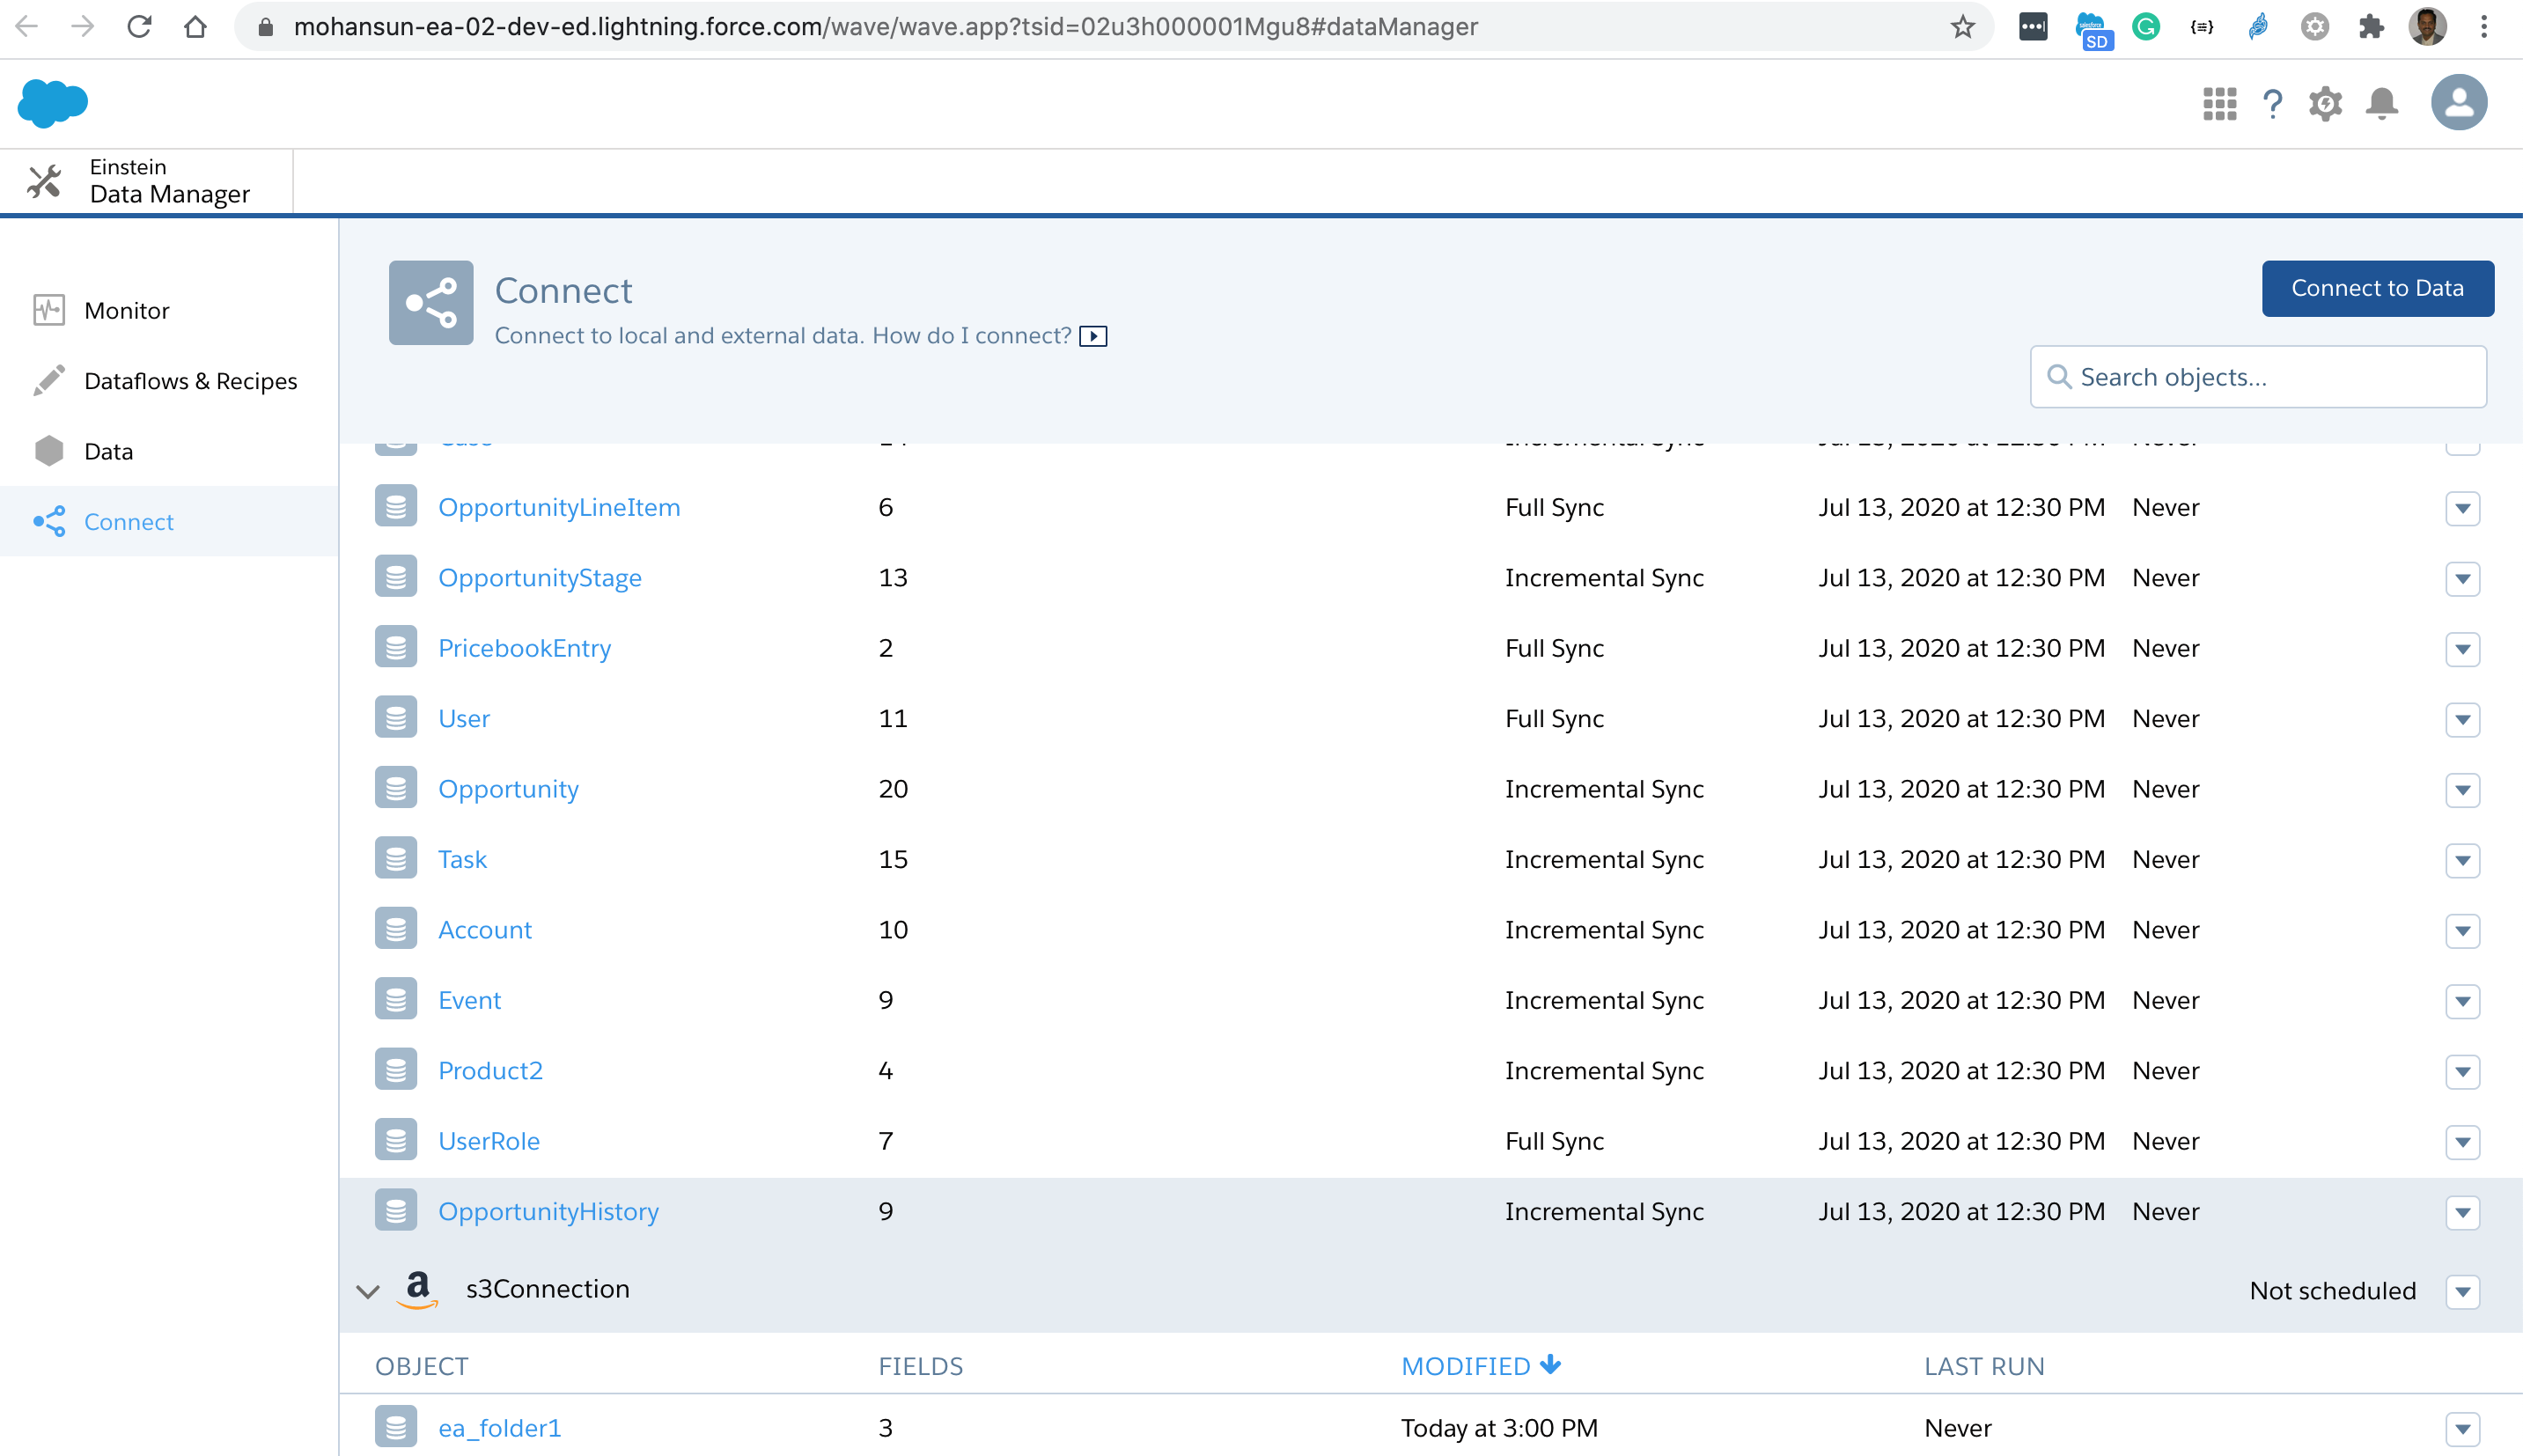 mohansun-ea-02-dev-ed.lightning.force.com/wave/wave.app?tsid=02u3h000001Mgu8#dataManager
SD
Einstein
Data Manager
Monitor
Dataflows & Recipes
Data
Connect
Connect
Connect to local and external data. How do I connect?
Connect to Data
Search objects...
OpportunityLineItem 6 Full Sync Jul 13, 2020 at 12:30 PM Never
OpportunityStage 13 Incremental Sync Jul 13, 2020 at 12:30 PM Never
PricebookEntry 2 Full Sync Jul 13, 2020 at 12:30 PM Never
User 11 Full Sync Jul 13, 2020 at 12:30 PM Never
Opportunity 20 Incremental Sync Jul 13, 2020 at 12:30 PM Never
Task 15 Incremental Sync Jul 13, 2020 at 12:30 PM Never
Account 10 Incremental Sync Jul 13, 2020 at 12:30 PM Never
Event 9 Incremental Sync Jul 13, 2020 at 12:30 PM Never
Product2 4 Incremental Sync Jul 13, 2020 at 12:30 PM Never
UserRole 7 Full Sync Jul 13, 2020 at 12:30 PM Never
OpportunityHistory 9 Incremental Sync Jul 13, 2020 at 12:30 PM Never
a s3Connection Not scheduled
OBJECT FIELDS MODIFIED LAST RUN
ea_folder1 3 Today at 3:00 PM Never